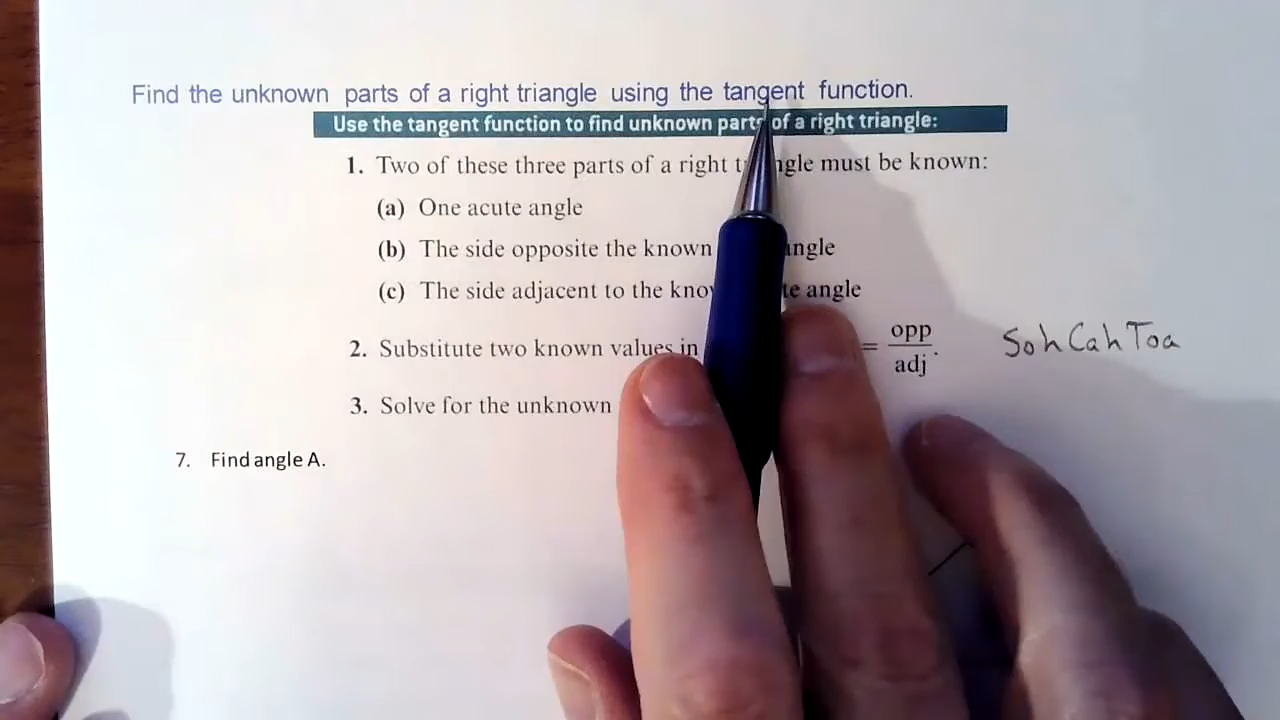 Find the unknown parts of a right triangle using the tangent function.
Use the tangent function to find unknown parts of a right triangle:
1. Two of these three parts of a right must be known:
(a) One acute angle
(b) The side opposite the known angle
(c) The side adjacent to the angle
2. Substitute two known values in = opp/adj.
SohCahToa
3. Solve for the unknown
7. Find angle A.